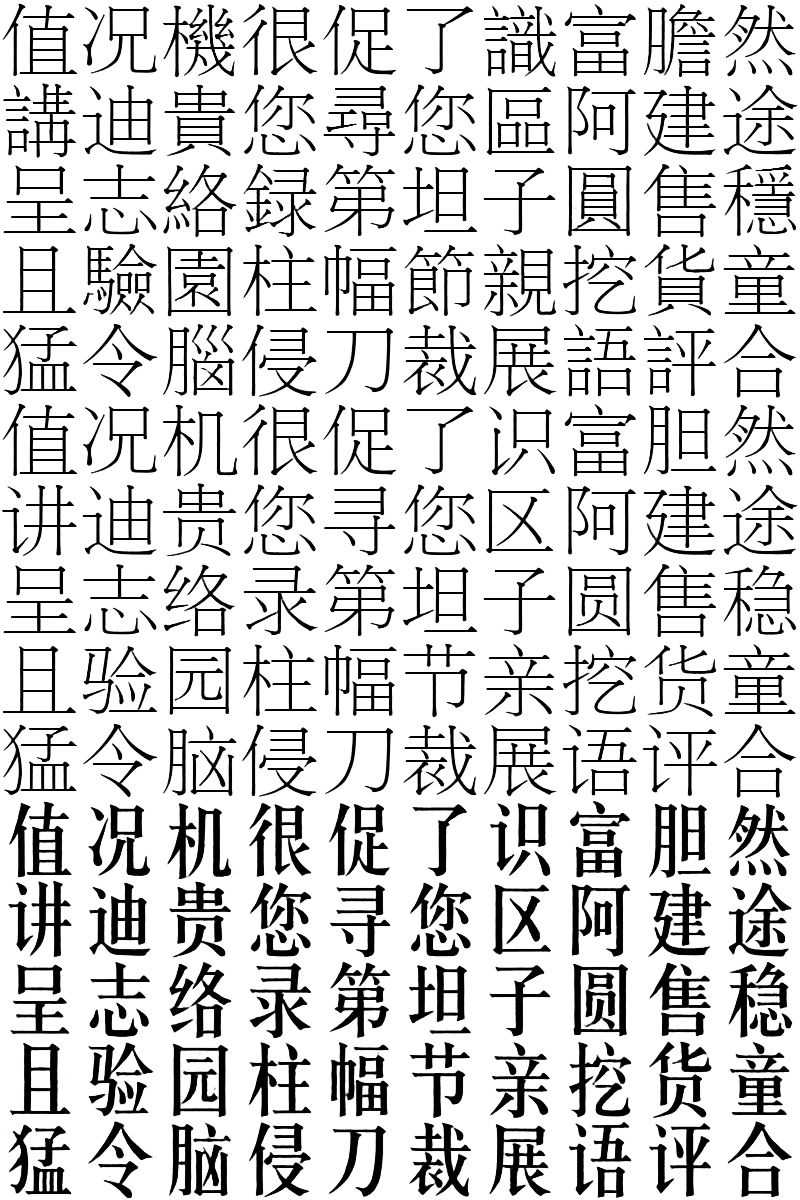 值况機很促了識富膽然
講迪貴您尋您區阿建途
呈志絡録第坦子圓售穩
且驗園柱幅節親挖貨童
猛令腦侵刀裁展語評合
值况机很促了识富胆然
讲迪贵您寻您区阿建途
呈志络录第坦子圆售稳
且验园柱幅节亲挖货童
猛令脑侵刀裁展语评合
值况机很促了识富胆然
讲迪贵您寻您区阿建途
呈志络录第坦子圆售稳
且验园柱幅节亲挖货童
猛令脑侵刀裁展语评合